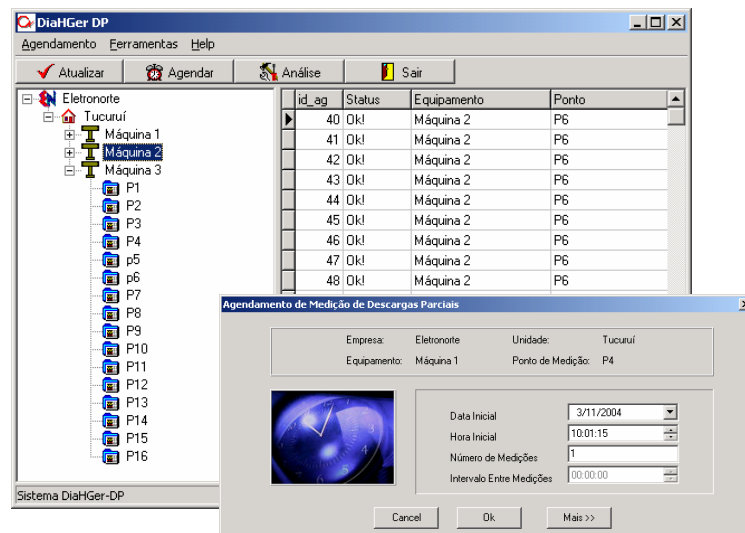 DiaHGer DP
Agendamento Ferramentas Help
Atualizar Agendar Análise Sair
Eletronorte
Tucuruí
Máquina 1
Máquina 2
Máquina 3
P1
P2
P3
P4
p5
p6
P7
P8
P9
P10
P11
P12
P13
P14
P15
P16
id_ag Status Equipamento Ponto
40 Ok! Máquina 2 P6
41 Ok! Máquina 2 P6
42 Ok! Máquina 2 P6
43 Ok! Máquina 2 P6
44 Ok! Máquina 2 P6
45 Ok! Máquina 2 P6
46 Ok! Máquina 2 P6
47 Ok! Máquina 2 P6
48 Ok! Máquina 2 P6
Sistema DiaHGer-DP
Agendamento de Medição de Descargas Parciais
Empresa: Eletronorte Unidade: Tucuruí
Equipamento: Máquina 1 Ponto de Medição: P4
Data Inicial 3/11/2004
Hora Inicial 10:01:15
Número de Medições 1
Intervalo Entre Medições 00:00:00
Cancel Ok Mais >>